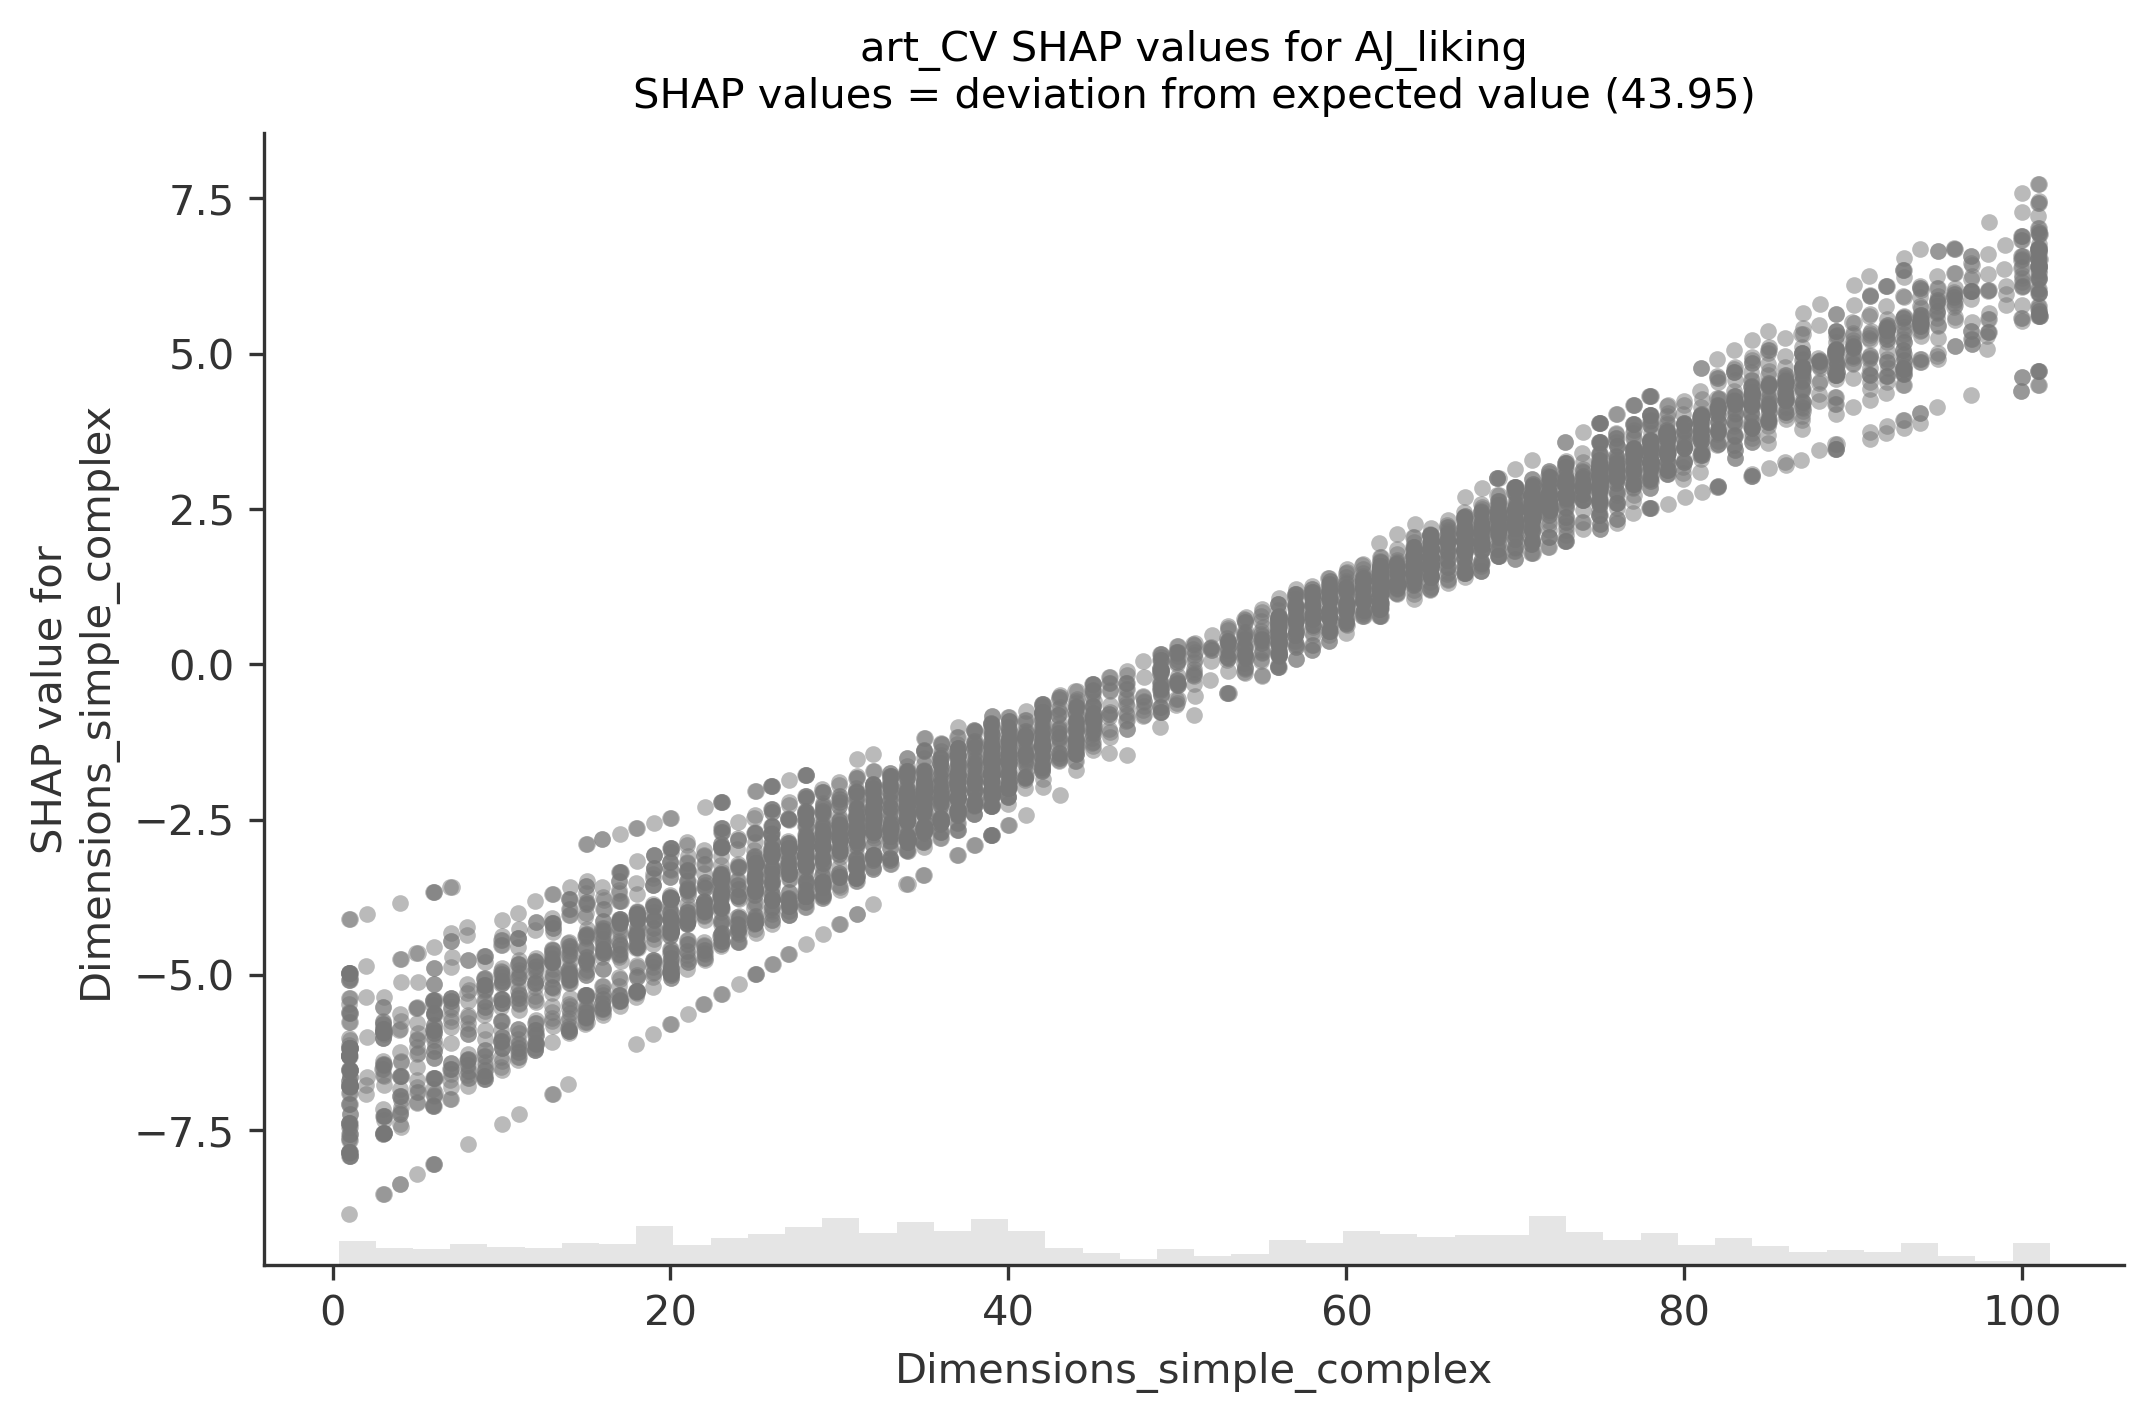 art_CV SHAP values for AJ_liking
SHAP values = deviation from expected value (43.95)
SHAP value for
Dimensions_simple_complex
7.5
5.0
2.5
0.0
−2.5
−5.0
−7.5
0
20
40
60
80
100
Dimensions_simple_complex